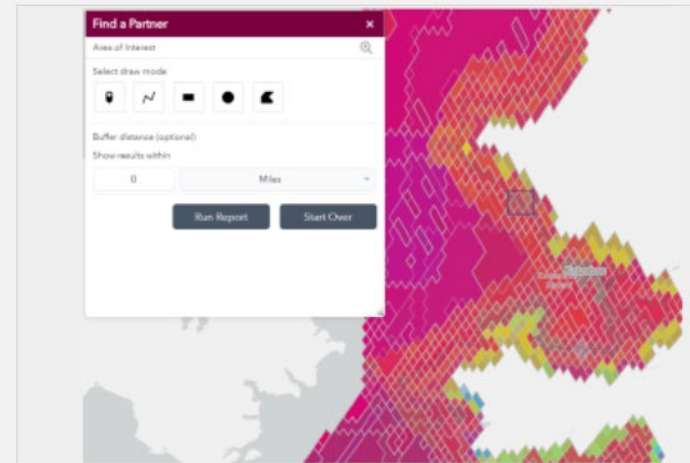 Find a Partner ×
Area of Interest
Select draw mode
Buffer distance (optional)
Show results within
0 Miles
Run Report Start Over